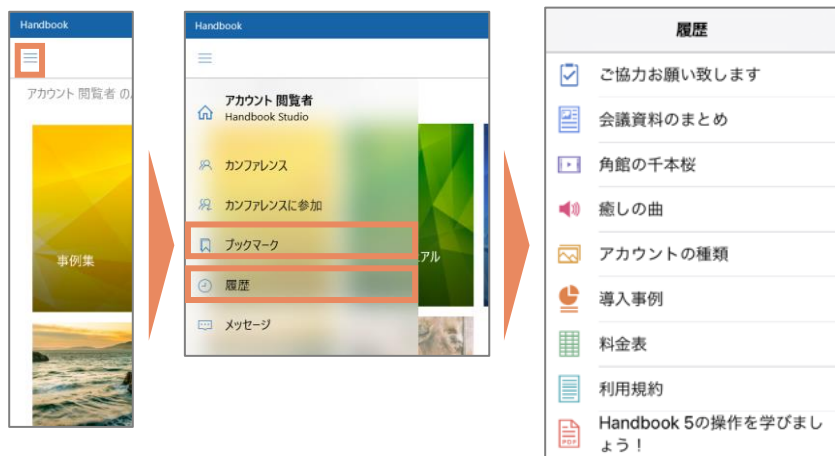 Handbook
アカウント 閲覧者 の
事例集
Handbook
アカウント 閲覧者
Handbook Studio
カンファレンス
カンファレンスに参加
ブックマーク
履歴
メッセージ
ュアル
履歴
ご協力お願い致します
会議資料のまとめ
角館の千本桜
癒しの曲
アカウントの種類
導入事例
料金表
利用規約
Handbook 5の操作を学びまし
ょう！
PDF